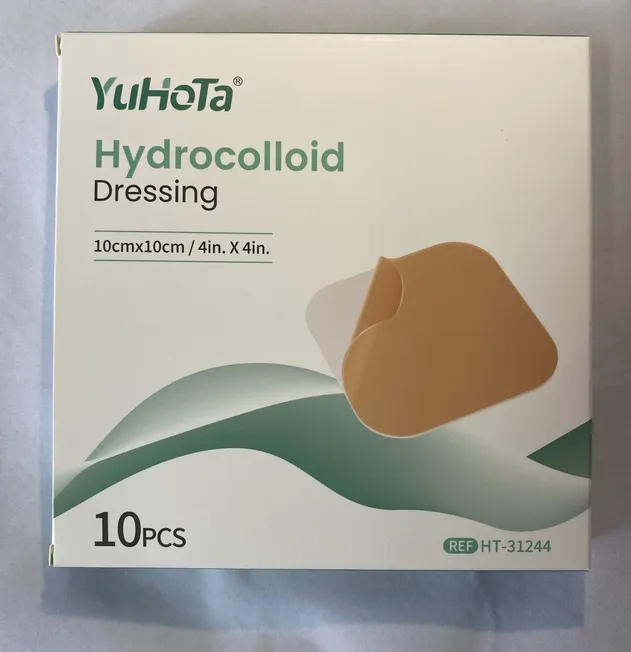 YuHoTa®
Hydrocolloid
Dressing
10cmx10cm / 4in. X 4in.
10PCS
REF HT-31244